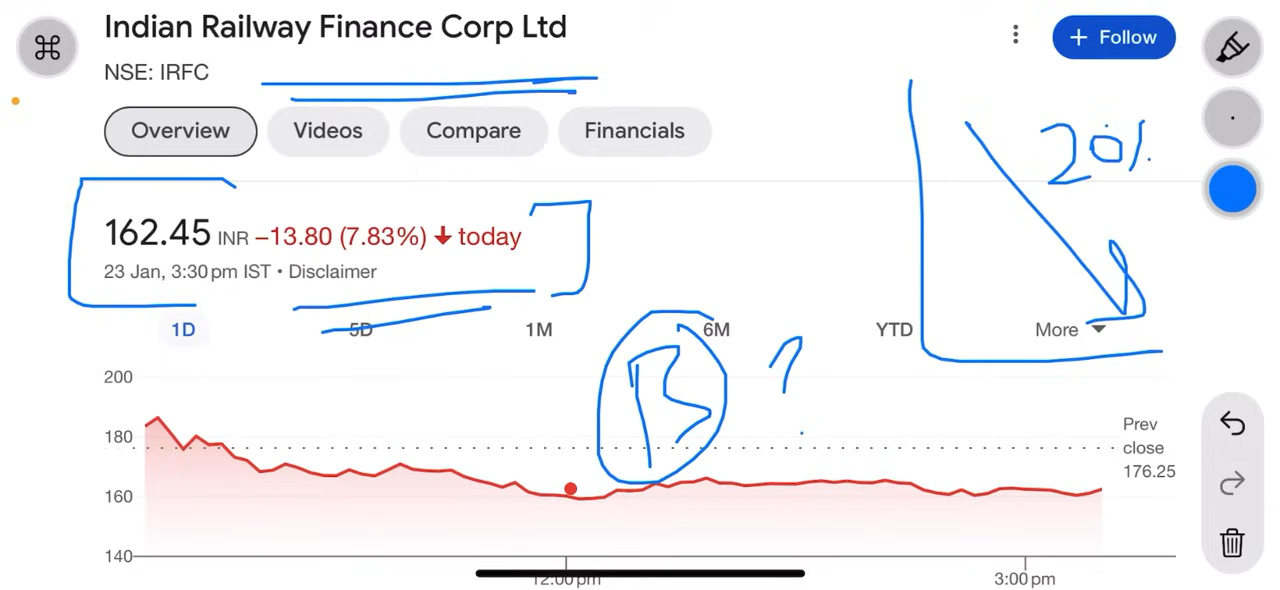 Indian Railway Finance Corp Ltd
+ Follow
NSE: IRFC
Overview Videos Compare Financials
20%
162.45 INR −13.80 (7.83%) ↓ today
23 Jan, 3:30 pm IST • Disclaimer
1D 5D 1M 6M YTD More
?
200
180
Prev
close
176.25
160
140
12:00 pm 3:00 pm